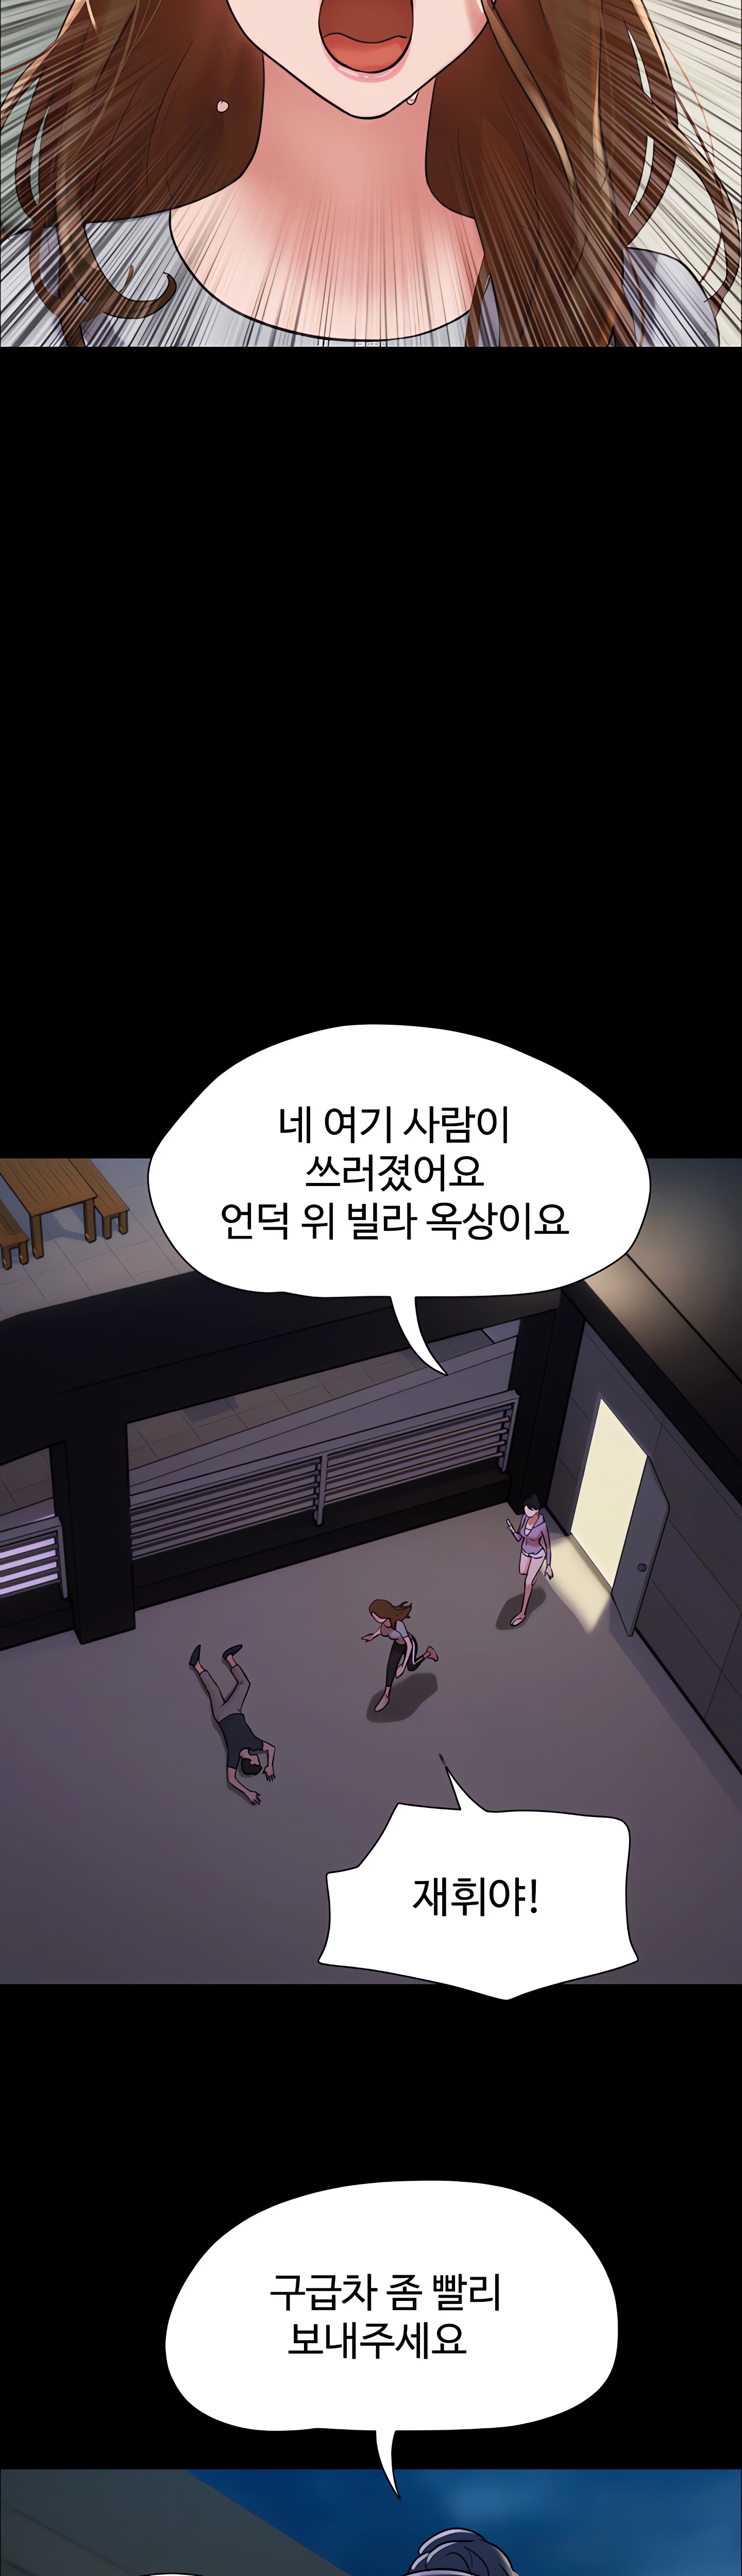 네 여기 사람이
쓰러졌어요
언덕 위 빌라 옥상이요
재휘야!
구급차 좀 빨리
보내주세요